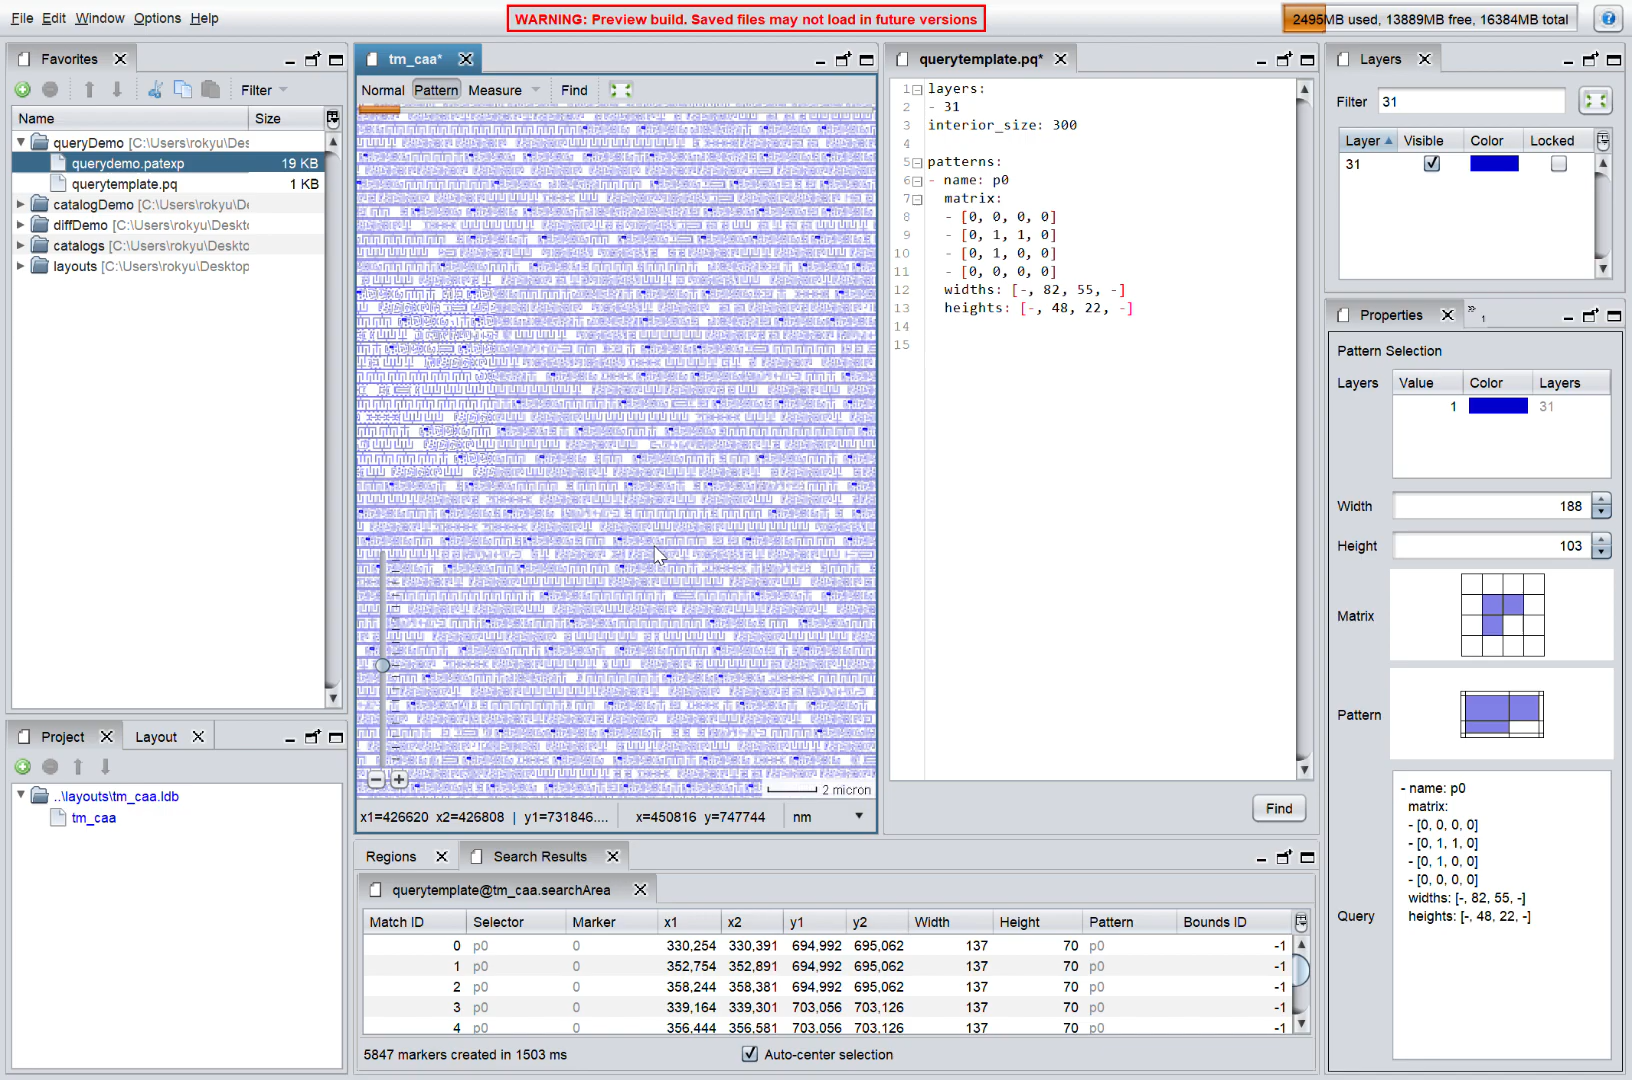 File Edit Window Options Help
WARNING: Preview build. Saved files may not load in future versions
2495MB used, 13889MB free, 16384MB total
Favorites
Filter
Name Size
queryDemo [C:\Users\rokyu\Des
querydemo.patexp 19 KB
querytemplate.pq 1 KB
catalogDemo [C:\Users\rokyu\De
diffDemo [C:\Users\rokyu\Deskto
catalogs [C:\Users\rokyu\Deskto
layouts [C:\Users\rokyu\Desktop
Project Layout
..\layouts\tm_caa.ldb
tm_caa
tm_caa*
Normal Pattern Measure Find
2 micron
x1=426620 x2=426808 | y1=731846.... x=450816 y=747744 nm
querytemplate.pq*
1 layers:
2 - 31
3 interior_size: 300
4
5 patterns:
6 - name: p0
7 matrix:
8 - [0, 0, 0, 0]
9 - [0, 1, 1, 0]
10 - [0, 1, 0, 0]
11 - [0, 0, 0, 0]
12 widths: [-, 82, 55, -]
13 heights: [-, 48, 22, -]
14
15
Find
Regions Search Results
querytemplate@tm_caa.searchArea
Match ID Selector Marker x1 x2 y1 y2 Width Height Pattern Bounds ID
0 p0 0 330,254 330,391 694,992 695,062 137 70 p0 -1
1 p0 0 352,754 352,891 694,992 695,062 137 70 p0 -1
2 p0 0 358,244 358,381 694,992 695,062 137 70 p0 -1
3 p0 0 339,164 339,301 703,056 703,126 137 70 p0 -1
4 p0 0 356,444 356,581 703,056 703,126 137 70 p0 -1
5847 markers created in 1503 ms
Auto-center selection
Layers
Filter 31
Layer Visible Color Locked
31
Properties
» 1
Pattern Selection
Layers Value Color Layers
1 31
Width 188
Height 103
Matrix
Pattern
Query
- name: p0
matrix:
- [0, 0, 0, 0]
- [0, 1, 1, 0]
- [0, 1, 0, 0]
- [0, 0, 0, 0]
widths: [-, 82, 55, -]
heights: [-, 48, 22, -]